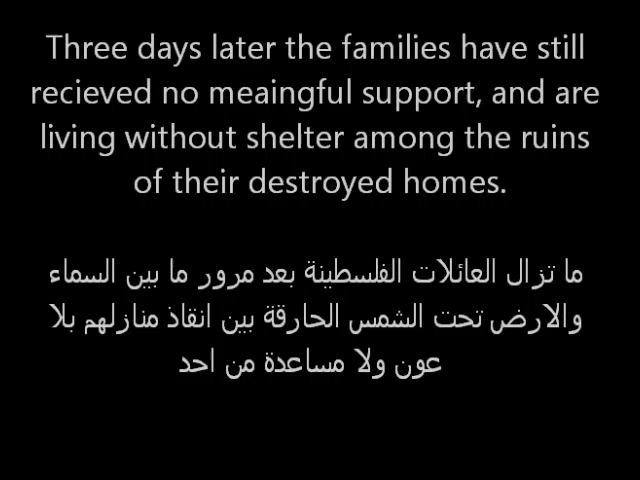 Three days later the families have still
recieved no meaingful support, and are
living without shelter among the ruins
of their destroyed homes.
ما تزال العائلات الفلسطينة بعد مرور ما بين السماء
والارض تحت الشمس الحارقة بين انقاذ منازلهم بلا
عون ولا مساعدة من احد